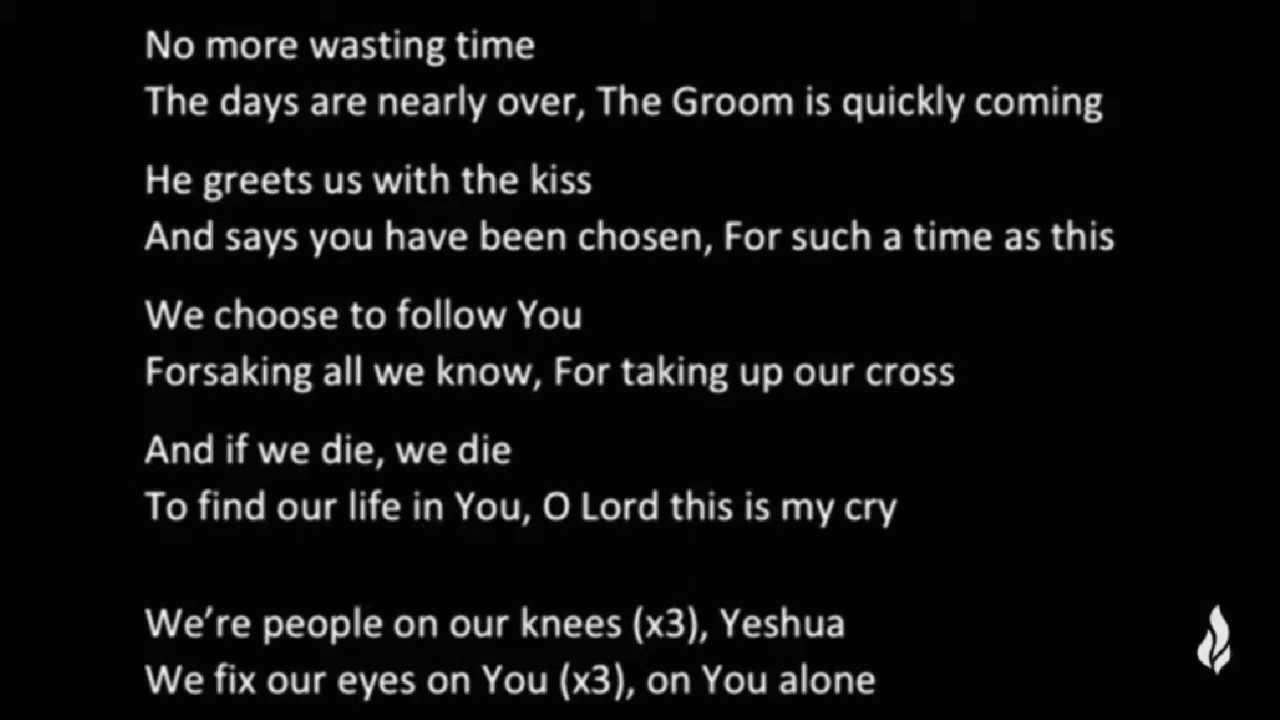 No more wasting time
The days are nearly over, The Groom is quickly coming
He greets us with the kiss
And says you have been chosen, For such a time as this
We choose to follow You
Forsaking all we know, For taking up our cross
And if we die, we die
To find our life in You, O Lord this is my cry
We’re people on our knees (x3), Yeshua
We fix our eyes on You (x3), on You alone